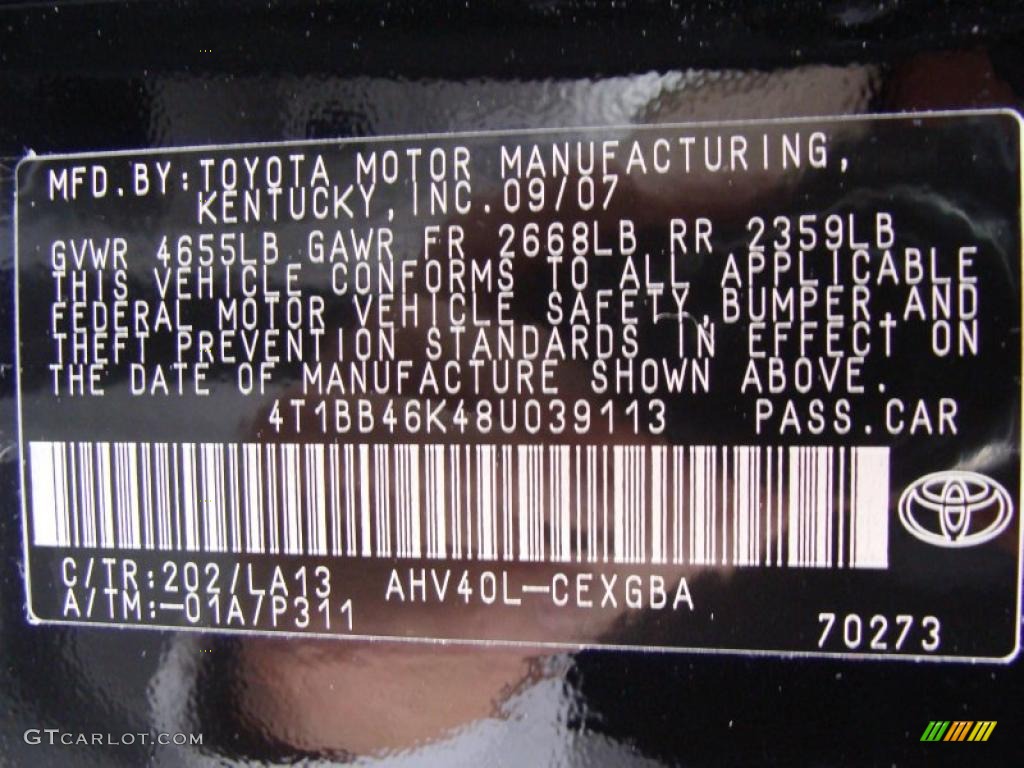 MFD.BY:TOYOTA MOTOR MANUFACTURING,
KENTUCKY,INC.09/07
GVWR 4655LB GAWR FR 2668LB RR 2359LB
THIS VEHICLE CONFORMS TO ALL APPLICABLE
FEDERAL MOTOR VEHICLE SAFETY,BUMPER,AND
THEFT PREVENTION STANDARDS IN EFFECT ON
THE DATE OF MANUFACTURE SHOWN ABOVE.
4T1BB46K48U039113 PASS.CAR
C/TR:202/LA13 AHV40L-CEXGBA
A/TM:-01A/P311
70273
GTCARLOT.COM